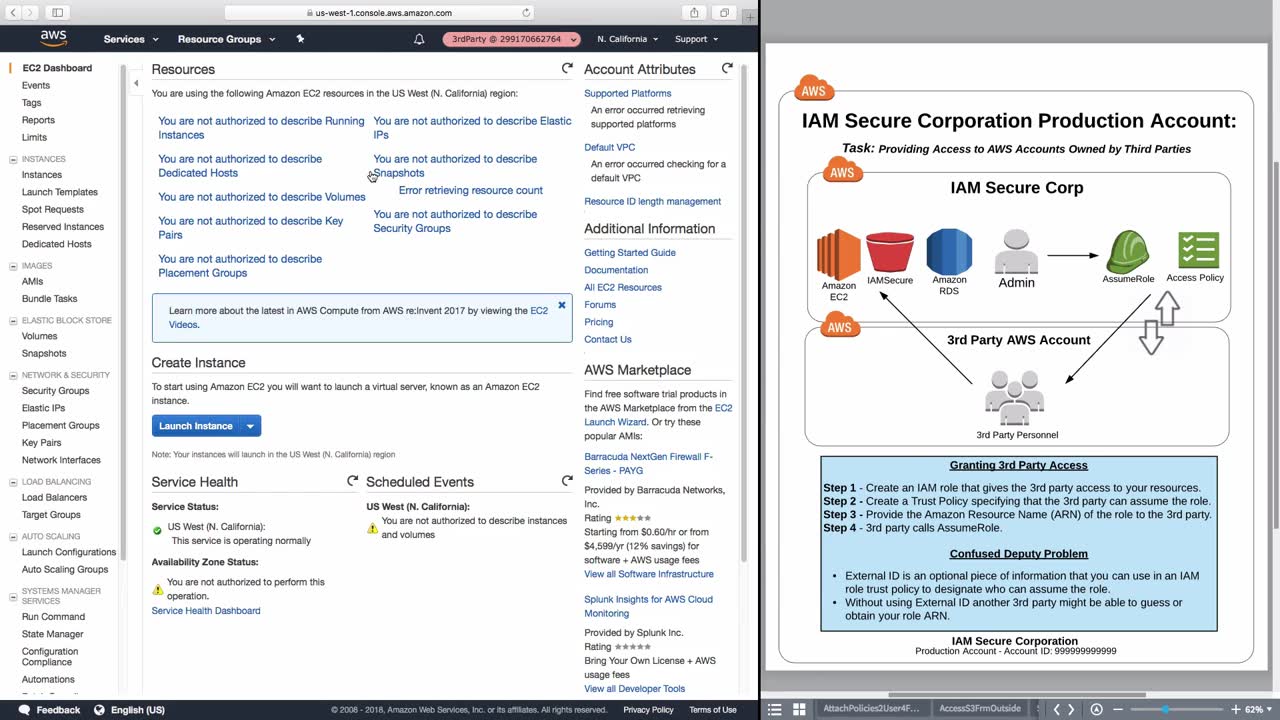 us-west-1.console.aws.amazon.com
aws
Services
Resource Groups
3rdParty @ 299170662764
N. California
Support
EC2 Dashboard
Events
Tags
Reports
Limits
INSTANCES
Instances
Launch Templates
Spot Requests
Reserved Instances
Dedicated Hosts
IMAGES
AMIs
Bundle Tasks
ELASTIC BLOCK STORE
Volumes
Snapshots
NETWORK & SECURITY
Security Groups
Elastic IPs
Placement Groups
Key Pairs
Network Interfaces
LOAD BALANCING
Load Balancers
Target Groups
AUTO SCALING
Launch Configurations
Auto Scaling Groups
SYSTEMS MANAGER
SERVICES
Run Command
State Manager
Configuration
Compliance
Automations
Resources
You are using the following Amazon EC2 resources in the US West (N. California) region:
You are not authorized to describe Running
Instances
You are not authorized to describe Elastic
IPs
You are not authorized to describe
Dedicated Hosts
You are not authorized to describe
Snapshots
You are not authorized to describe Volumes
Error retrieving resource count
You are not authorized to describe Key
Pairs
You are not authorized to describe
Security Groups
You are not authorized to describe
Placement Groups
Learn more about the latest in AWS Compute from AWS re:Invent 2017 by viewing the EC2
Videos.
Create Instance
To start using Amazon EC2 you will want to launch a virtual server, known as an Amazon EC2
instance.
Launch Instance
Note: Your instances will launch in the US West (N. California) region
Service Health
Service Status:
US West (N. California):
This service is operating normally
Availability Zone Status:
You are not authorized to perform this
operation.
Service Health Dashboard
Scheduled Events
US West (N. California):
You are not authorized to describe instances
and volumes
Account Attributes
Supported Platforms
An error occurred retrieving
supported platforms
Default VPC
An error occurred checking for a
default VPC
Resource ID length management
Additional Information
Getting Started Guide
Documentation
All EC2 Resources
Forums
Pricing
Contact Us
AWS Marketplace
Find free software trial products in
the AWS Marketplace from the EC2
Launch Wizard. Or try these
popular AMIs:
Barracuda NextGen Firewall F-
Series - PAYG
Provided by Barracuda Networks,
Inc.
Rating
Starting from $0.60/hr or from
$4,599/yr (12% savings) for
software + AWS usage fees
View all Software Infrastructure
Splunk Insights for AWS Cloud
Monitoring
Provided by Splunk Inc.
Rating
Bring Your Own License + AWS
usage fees
View all Developer Tools
Feedback
English (US)
© 2008 - 2018, Amazon Web Services, Inc. or its affiliates. All rights reserved.
Privacy Policy
Terms of Use
AWS
IAM Secure Corporation Production Account:
Task: Providing Access to AWS Accounts Owned by Third Parties
AWS
IAM Secure Corp
Amazon
EC2
IAMSecure
Amazon
RDS
Admin
AssumeRole
Access Policy
AWS
3rd Party AWS Account
3rd Party Personnel
Granting 3rd Party Access
Step 1 - Create an IAM role that gives the 3rd party access to your resources.
Step 2 - Create a Trust Policy specifying that the 3rd party can assume the role.
Step 3 - Provide the Amazon Resource Name (ARN) of the role to the 3rd party.
Step 4 - 3rd party calls AssumeRole.
Confused Deputy Problem
• External ID is an optional piece of information that you can use in an IAM
role trust policy to designate who can assume the role.
• Without using External ID another 3rd party might be able to guess or
obtain your role ARN.
IAM Secure Corporation
Production Account - Account ID: 999999999999
AttachPolicies2User4F...
AccessS3FrmOutside
62%